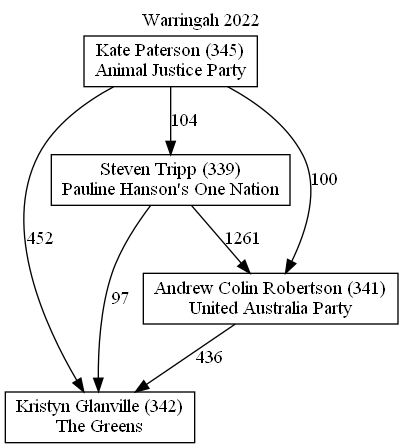 Warringah 2022
Kate Paterson (345)
Animal Justice Party
104
Steven Tripp (339)
Pauline Hanson's One Nation
100
452
1261
97
Andrew Colin Robertson (341)
United Australia Party
436
Kristyn Glanville (342)
The Greens